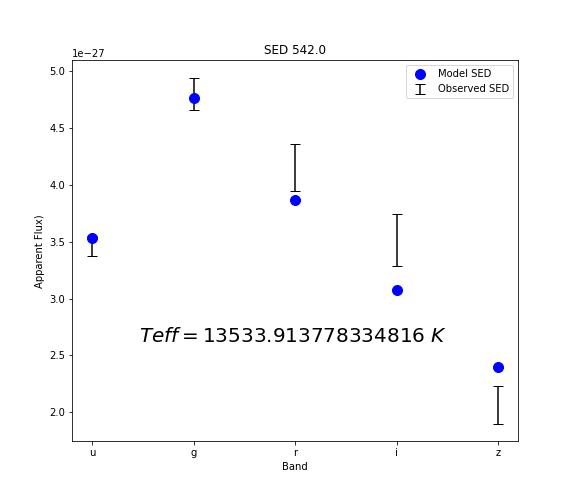 SED 542.0
1e−27
5.0
4.5
4.0
3.5
3.0
2.5
2.0
Apparent Flux)
Model SED
Observed SED
Teff = 13533.913778334816 K
u g r i z
Band